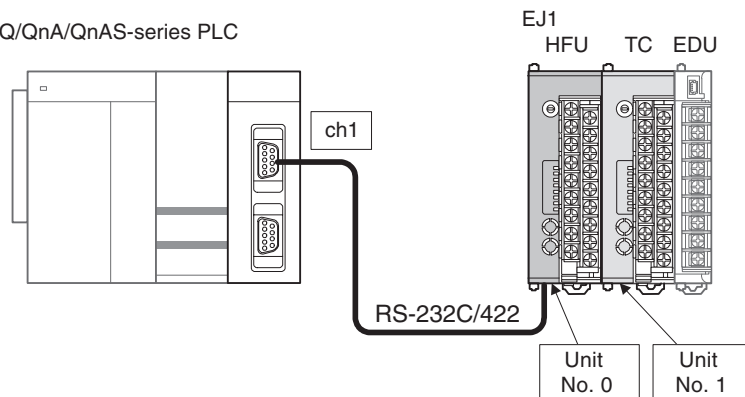 Q/QnA/QnAS-series PLC
EJ1
HFU TC EDU
ch1
RS-232C/422
Unit
No. 0
Unit
No. 1